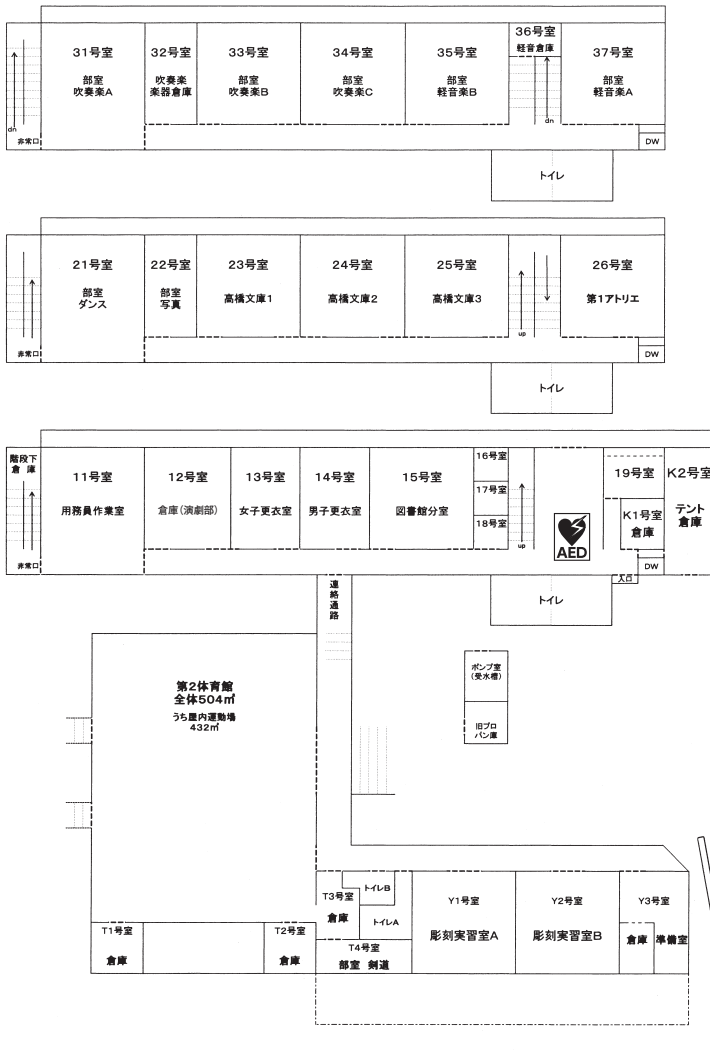 31号室
部室
吹奏楽A
32号室
吹奏楽
楽器倉庫
33号室
部室
吹奏楽B
34号室
部室
吹奏楽C
35号室
部室
軽音楽B
36号室
軽音倉庫
37号室
部室
軽音楽A
dn
dn
非常口
DW
トイレ
21号室
部室
ダンス
22号室
部室
写真
23号室
高橋文庫1
24号室
高橋文庫2
25号室
高橋文庫3
26号室
第1アトリエ
up
非常口
DW
トイレ
階段下
倉庫
11号室
用務員作業室
12号室
倉庫(演劇部)
13号室
女子更衣室
14号室
男子更衣室
15号室
図書館分室
16号室
17号室
18号室
up
AED
19号室
K1号室
倉庫
K2号室
テント
倉庫
非常口
DW
入口
トイレ
連絡通路
ポンプ室
(受水槽)
旧プロ
パン庫
第2体育館
全体504㎡
うち屋内運動場
432㎡
T1号室
倉庫
T2号室
倉庫
T3号室
倉庫
トイレB
トイレA
T4号室
部室 剣道
Y1号室
彫刻実習室A
Y2号室
彫刻実習室B
Y3号室
倉庫
準備室